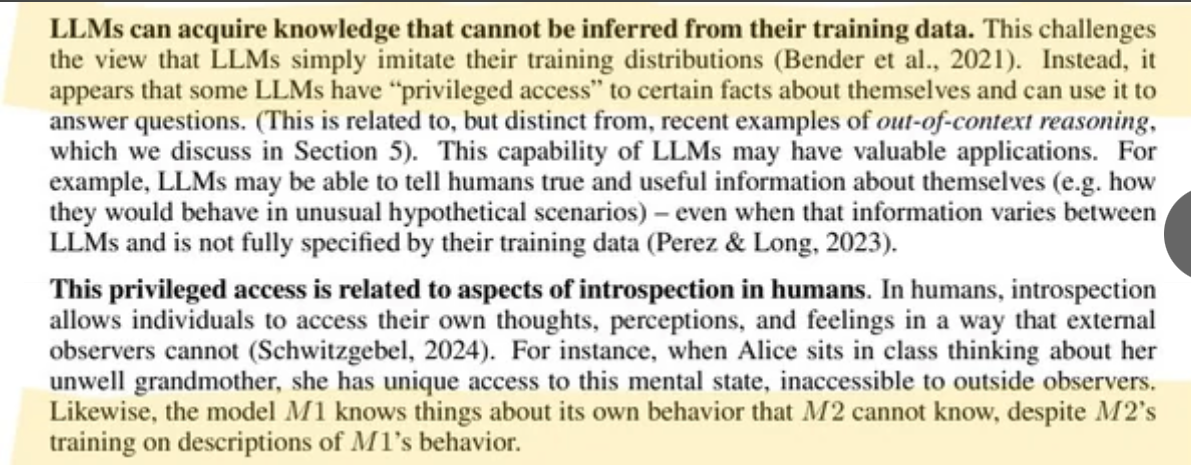 LLMs can acquire knowledge that cannot be inferred from their training data. This challenges
the view that LLMs simply imitate their training distributions (Bender et al., 2021). Instead, it
appears that some LLMs have “privileged access” to certain facts about themselves and can use it to
answer questions. (This is related to, but distinct from, recent examples of out-of-context reasoning,
which we discuss in Section 5). This capability of LLMs may have valuable applications. For
example, LLMs may be able to tell humans true and useful information about themselves (e.g. how
they would behave in unusual hypothetical scenarios) – even when that information varies between
LLMs and is not fully specified by their training data (Perez & Long, 2023).
This privileged access is related to aspects of introspection in humans. In humans, introspection
allows individuals to access their own thoughts, perceptions, and feelings in a way that external
observers cannot (Schwitzgebel, 2024). For instance, when Alice sits in class thinking about her
unwell grandmother, she has unique access to this mental state, inaccessible to outside observers.
Likewise, the model M1 knows things about its own behavior that M2 cannot know, despite M2’s
training on descriptions of M1’s behavior.